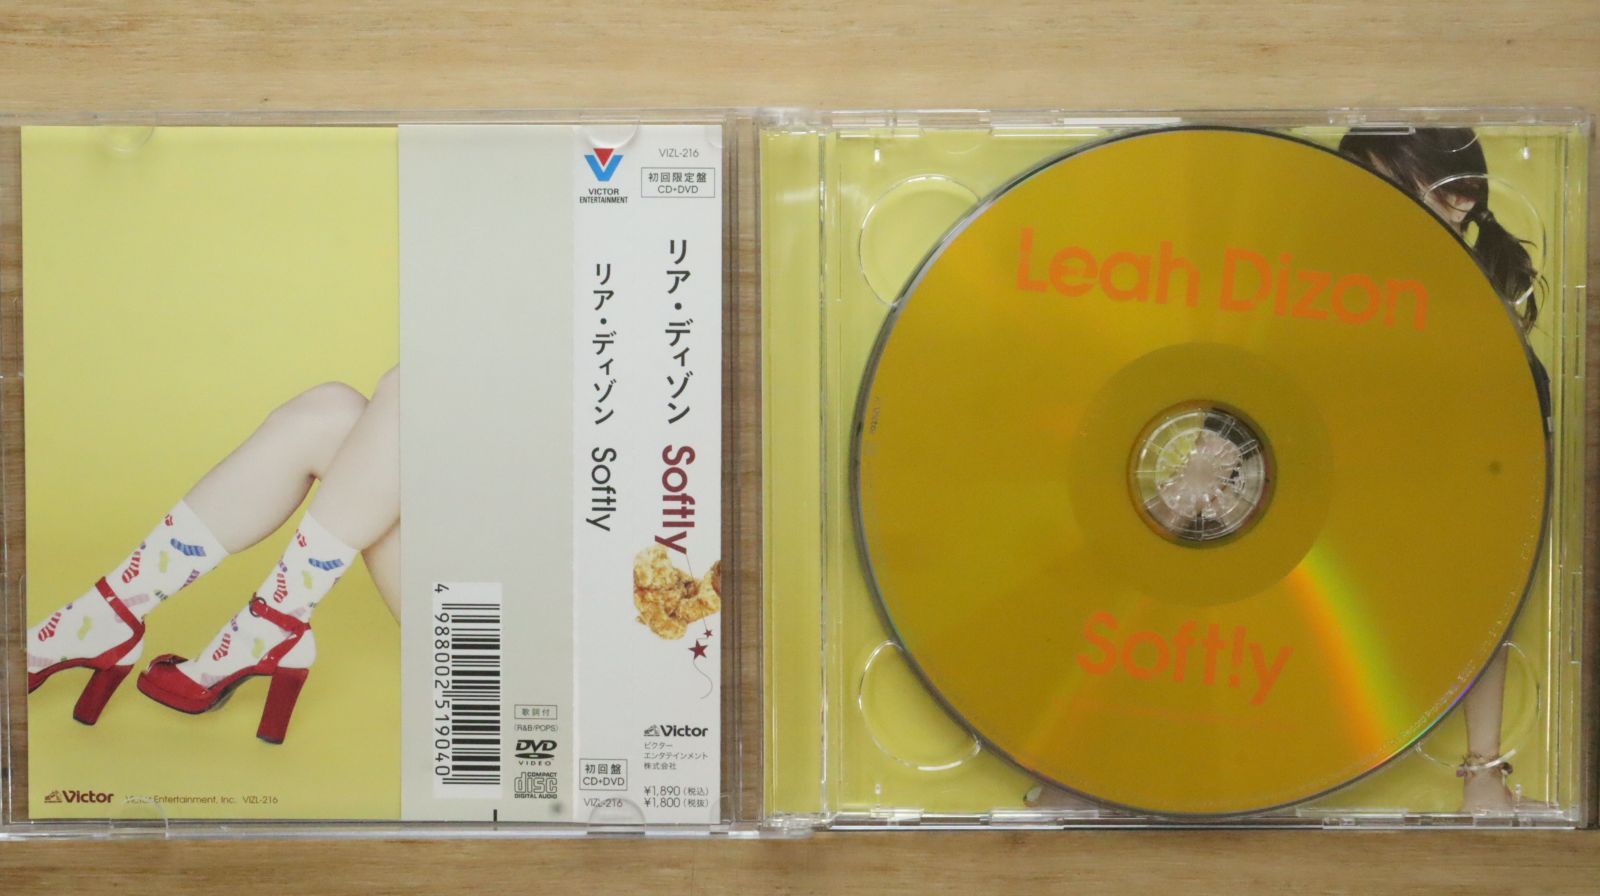 Victor Victor Entertainment, Inc. VIZL-216
4 988002 519040
歌詞付
(R&B/POPS)
DVD
VIDEO
COMPACT
disc
DIGITAL AUDIO
VICTOR
ENTERTAINMENT
リア・ディゾン Softly
初回盤
CD+DVD
VIZL-216
VIZL-216
初回限定盤
CD+DVD
リア・ディゾン Softly
Victor
ビクター
エンタテインメント
株式会社
¥1,890(税込)
¥1,800(税抜)
Leah Dizon
Soft!y